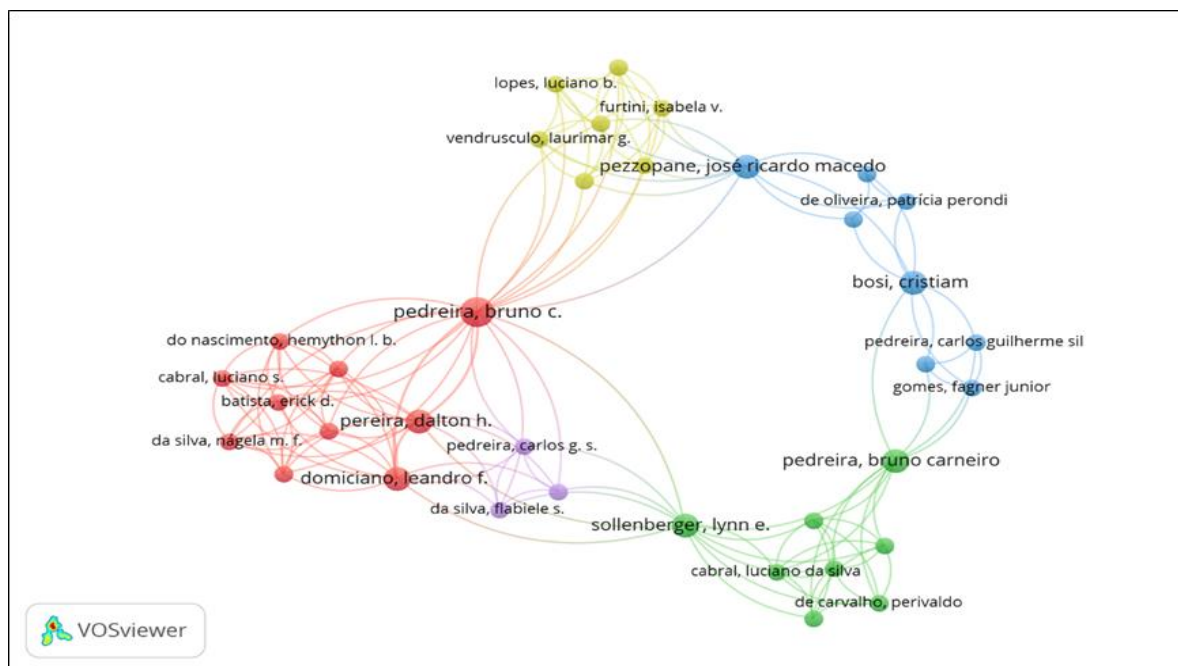 lopes, luciano b.
furtini, isabela v.
vendrusculo, laurimar g.
pezzopane, josé ricardo macedo
de oliveira, patrícia perondi
bosi, cristiam
pedreira, bruno c.
do nascimento, hemython l. b.
pedreira, carlos guilherme sil
cabral, luciano s.
gomes, fagner junior
batista, erick d.
pereira, dalton h.
da silva, nágela m. f.
pedreira, carlos g. s.
pedreira, bruno carneiro
domiciano, leandro f.
da silva, flabiele s.
sollenberger, lynn e.
cabral, luciano da silva
de carvalho, perivaldo
VOSviewer